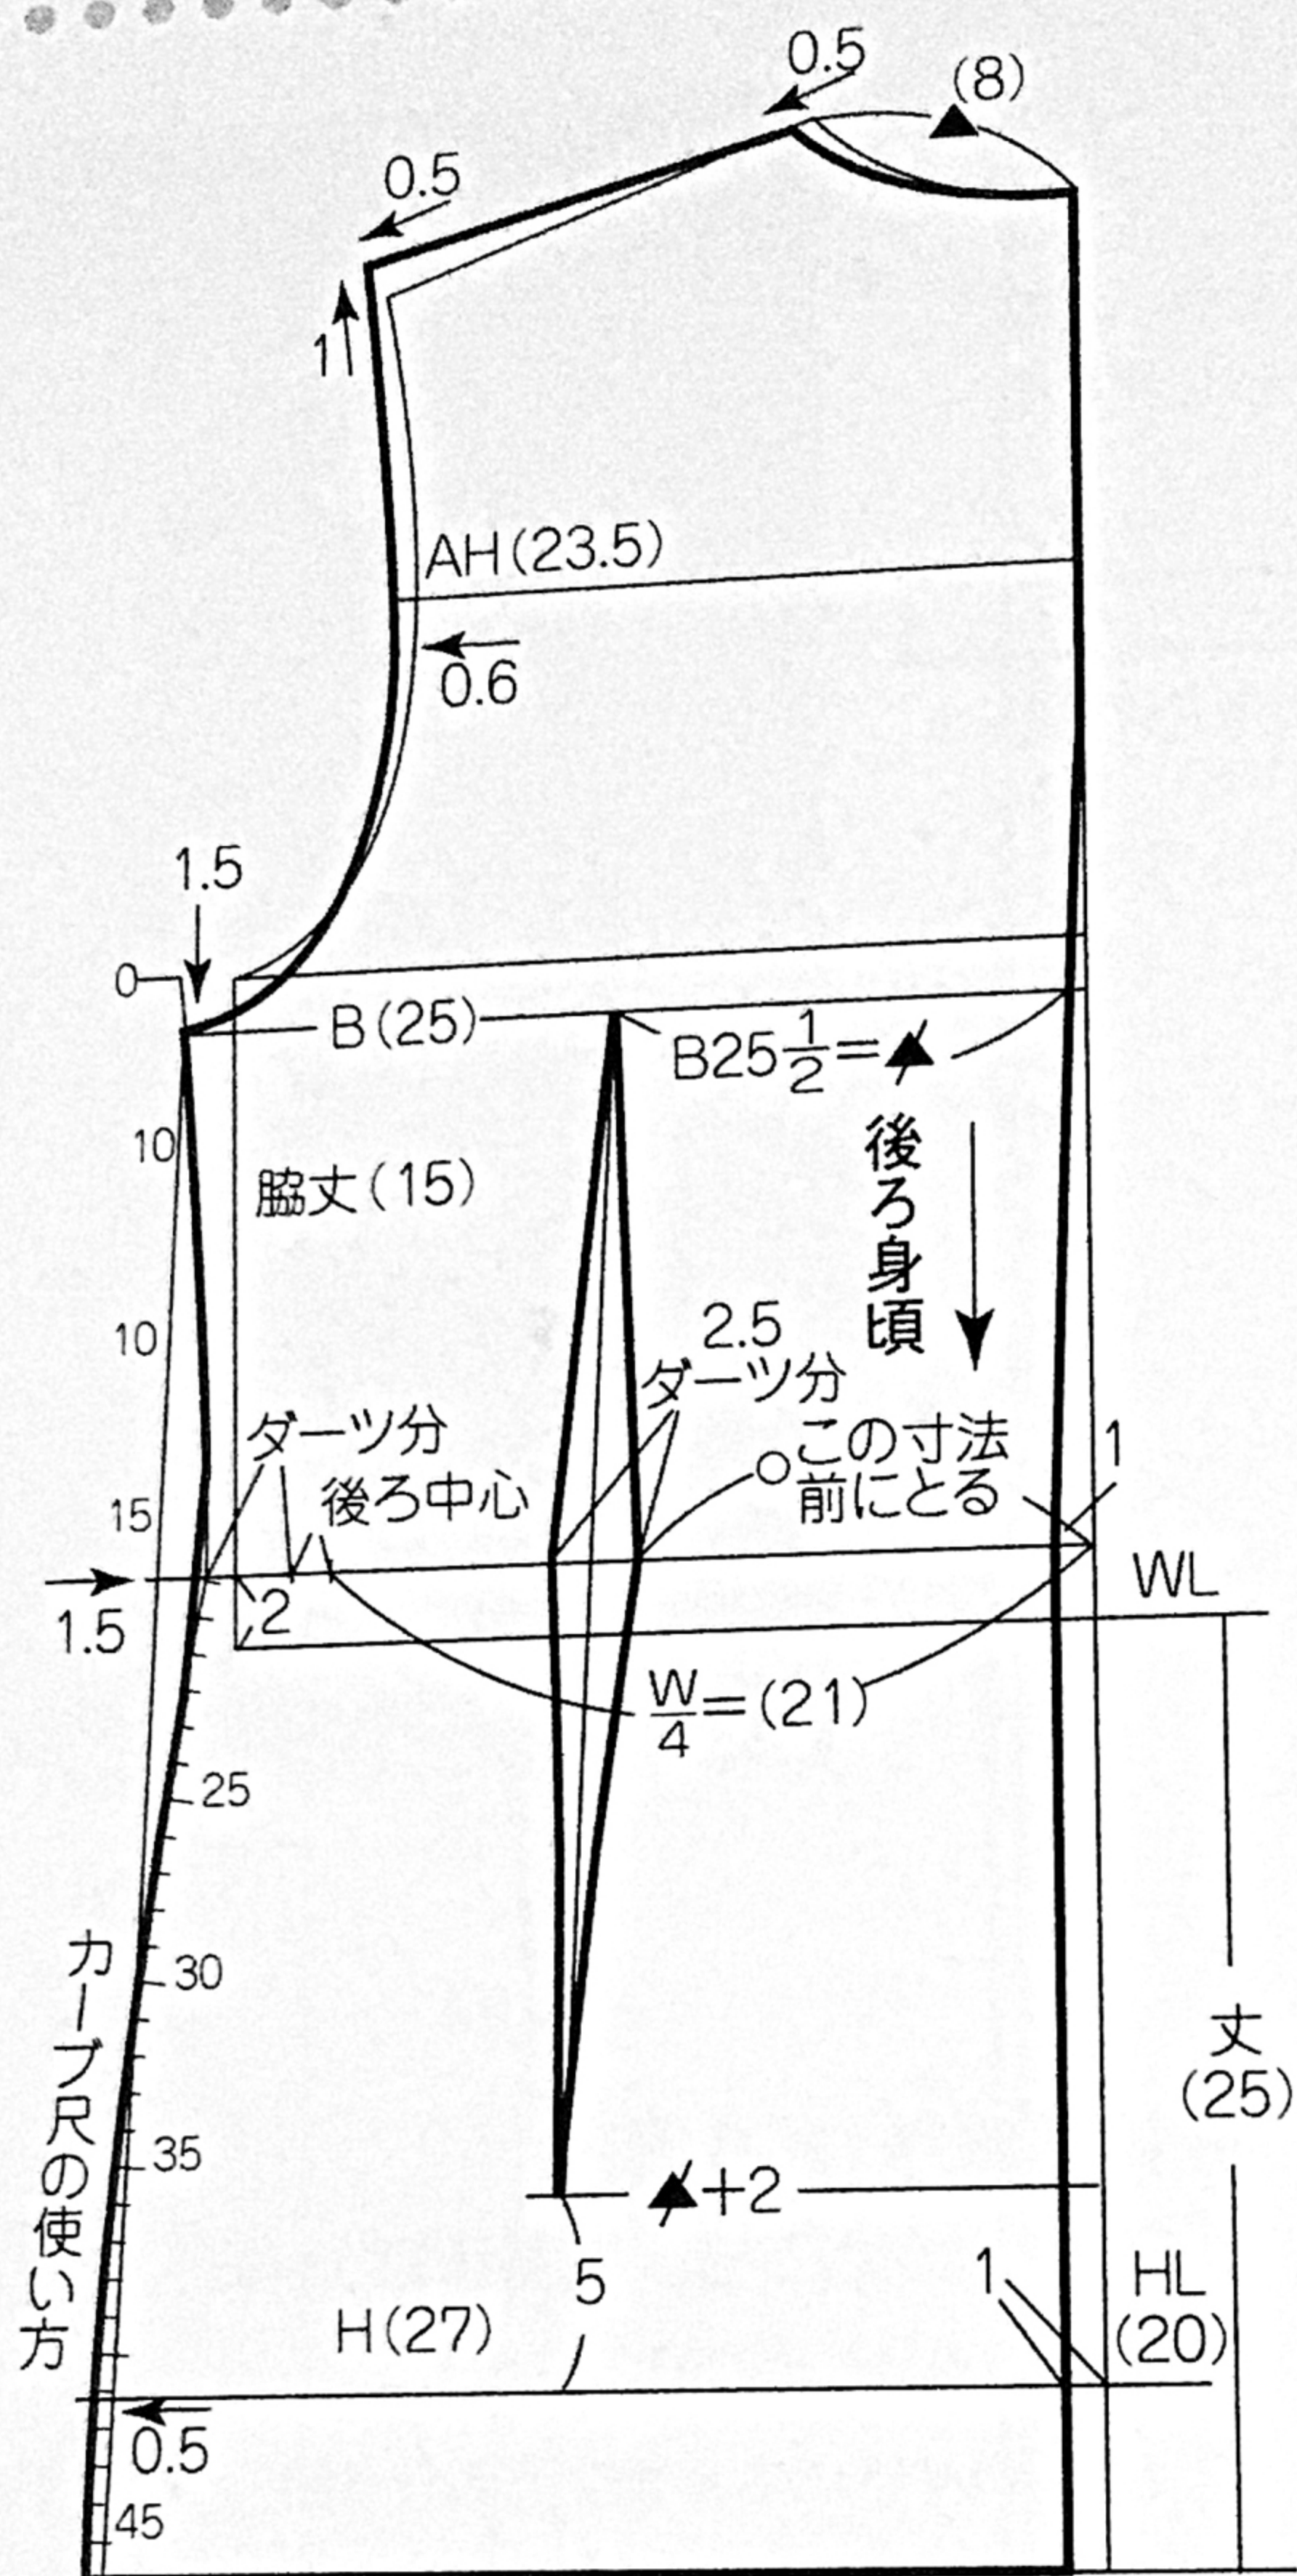 0.5
(8)
▲
0.5
1
AH(23.5)
0.6
1.5
0
B(25)
B25 1/2=▲
10
脇丈(15)
後ろ身頃
10
2.5
ダーツ分
ダーツ分
後ろ中心
○この寸法
前にとる
1
15
1.5
2
WL
W/4=(21)
25
30
カーブ尺の使い方
丈
(25)
35
▲+2
5
1
HL
(20)
H(27)
0.5
45